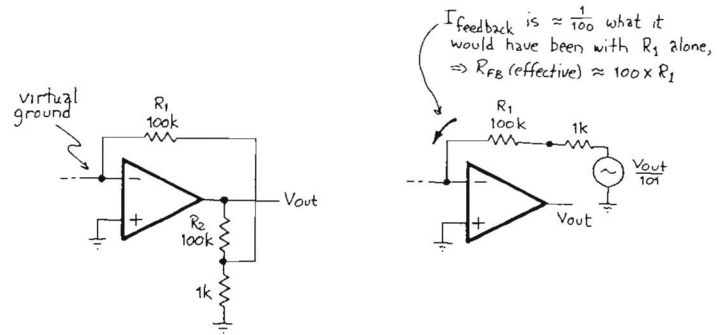 I feedback is ≈ 1/100 what it
would have been with R1 alone,
⇒ RFB (effective) ≈ 100 x R1
virtual
ground
R1
100k
−
+
Vout
R2
100k
1k
R1
100k
1k
Vout/101
−
+
Vout